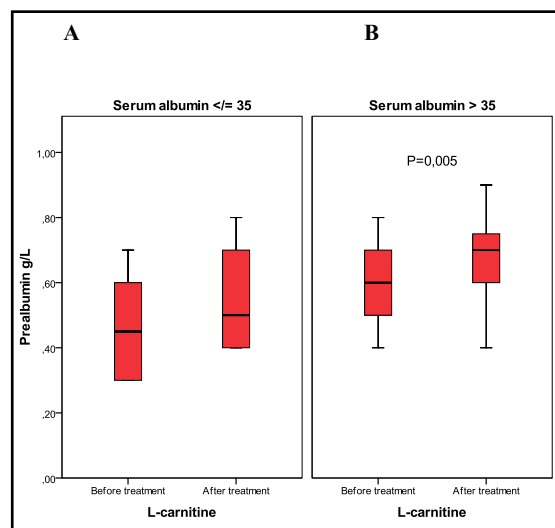 A B
Serum albumin </= 35 Serum albumin > 35
P=0,005
Prealbumin g/L
1,00
,80
,60
,40
,20
,00
Before treatment After treatment Before treatment After treatment
L-carnitine L-carnitine